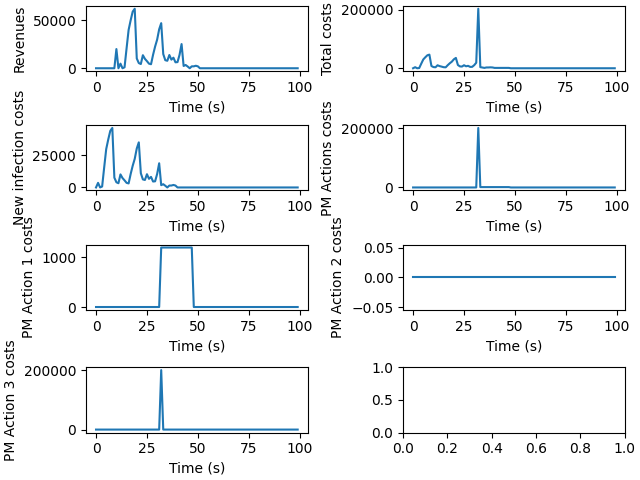 Revenues
50000
0
0 25 50 75 100
Time (s)
Total costs
200000
0
0 25 50 75 100
Time (s)
New infection costs
25000
0
0 25 50 75 100
Time (s)
PM Actions costs
200000
0
0 25 50 75 100
Time (s)
PM Action 1 costs
1000
0
0 25 50 75 100
Time (s)
PM Action 2 costs
0.05
0.00
−0.05
0 25 50 75 100
Time (s)
PM Action 3 costs
200000
0
0 25 50 75 100
Time (s)
1.0
0.5
0.0
0.0 0.2 0.4 0.6 0.8 1.0